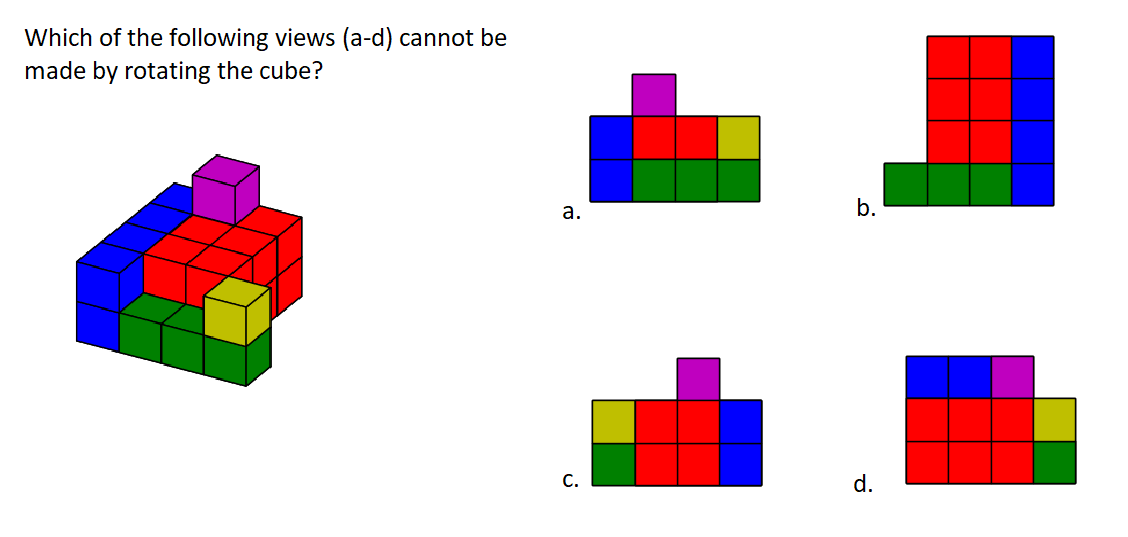 Which of the following views (a-d) cannot be
made by rotating the cube?
a.
b.
c.
d.